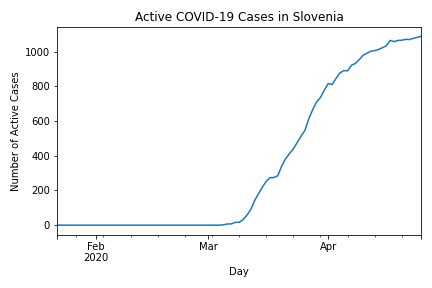 Active COVID-19 Cases in Slovenia
Number of Active Cases
1000
800
600
400
200
0
Feb
2020
Mar
Apr
Day